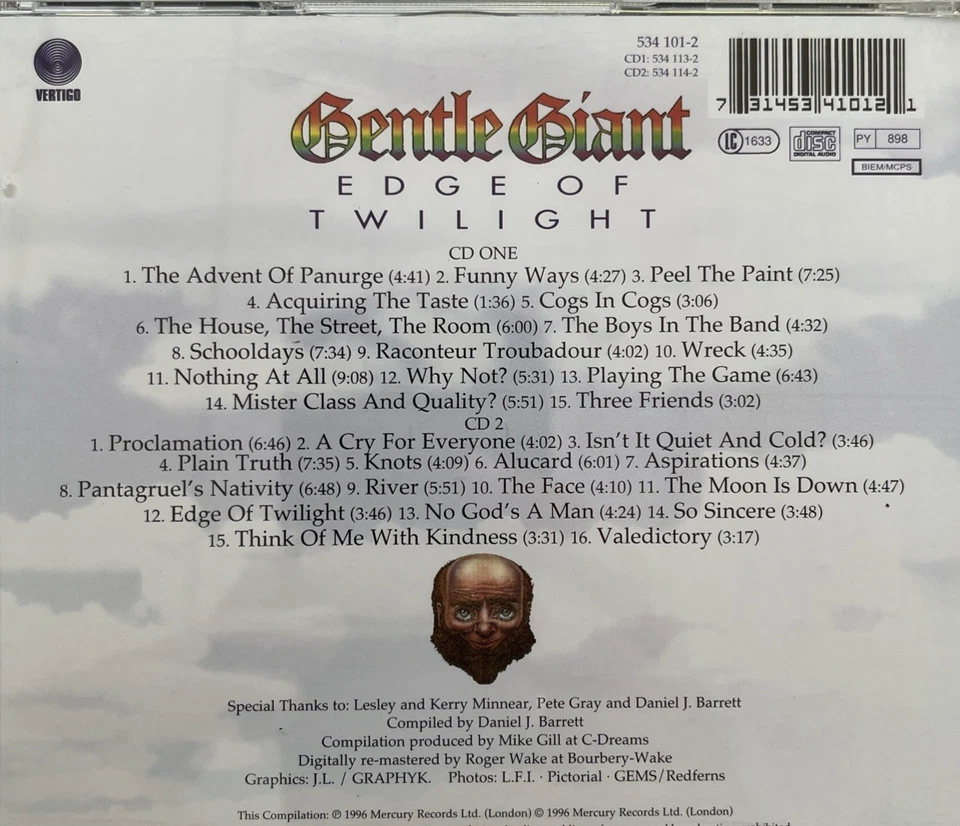 VERTIGO
534 101-2
CD1: 534 113-2
CD2: 534 114-2
7 31453 41012 1
LC 1633
COMPACT
disc
DIGITAL AUDIO
PY 898
BIEM/MCPS
Gentle Giant
EDGE OF
TWILIGHT
CD ONE
1. The Advent Of Panurge (4:41) 2. Funny Ways (4:27) 3. Peel The Paint (7:25)
4. Acquiring The Taste (1:36) 5. Cogs In Cogs (3:06)
6. The House, The Street, The Room (6:00) 7. The Boys In The Band (4:32)
8. Schooldays (7:34) 9. Raconteur Troubadour (4:02) 10. Wreck (4:35)
11. Nothing At All (9:08) 12. Why Not? (5:31) 13. Playing The Game (6:43)
14. Mister Class And Quality? (5:51) 15. Three Friends (3:02)
CD 2
1. Proclamation (6:46) 2. A Cry For Everyone (4:02) 3. Isn't It Quiet And Cold? (3:46)
4. Plain Truth (7:35) 5. Knots (4:09) 6. Alucard (6:01) 7. Aspirations (4:37)
8. Pantagruel's Nativity (6:48) 9. River (5:51) 10. The Face (4:10) 11. The Moon Is Down (4:47)
12. Edge Of Twilight (3:46) 13. No God's A Man (4:24) 14. So Sincere (3:48)
15. Think Of Me With Kindness (3:31) 16. Valedictory (3:17)
Special Thanks to: Lesley and Kerry Minnear, Pete Gray and Daniel J. Barrett
Compiled by Daniel J. Barrett
Compilation produced by Mike Gill at C-Dreams
Digitally re-mastered by Roger Wake at Bourbery-Wake
Graphics: J.L. / GRAPHYK. Photos: L.F.I. · Pictorial · GEMS/Redferns
This Compilation: ℗ 1996 Mercury Records Ltd. (London) © 1996 Mercury Records Ltd. (London)